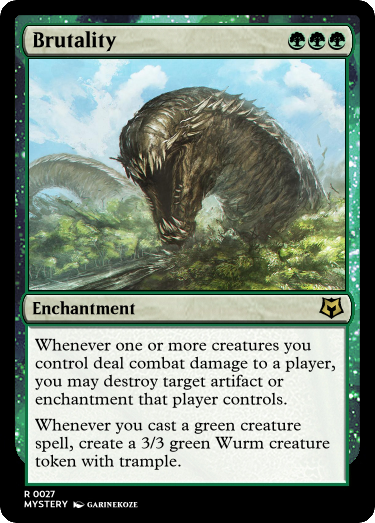 Brutality
Enchantment
Whenever one or more creatures you
control deal combat damage to a player,
you may destroy target artifact or
enchantment that player controls.
Whenever you cast a green creature
spell, create a 3/3 green Wurm creature
token with trample.
R 0027
MYSTERY GARINEKOZE